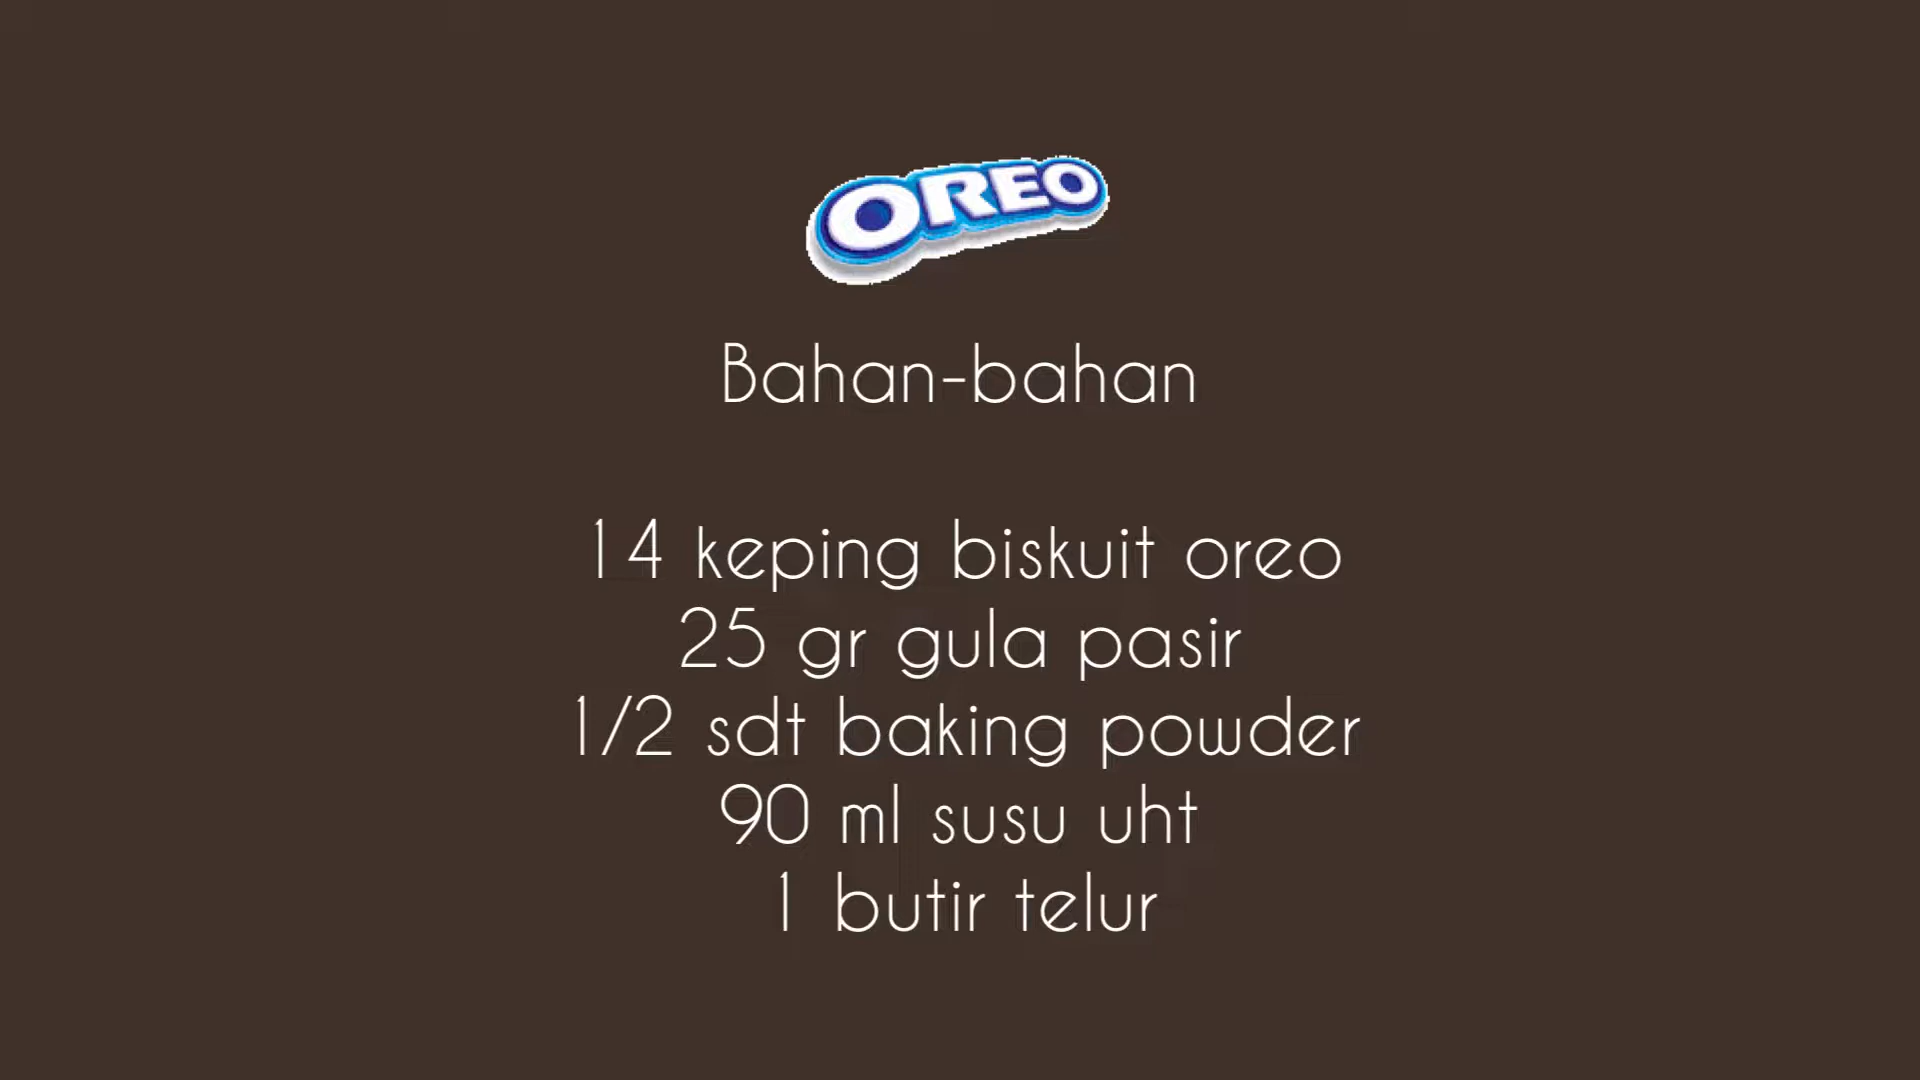 OREO
Bahan-bahan
14 keping biskuit oreo
25 gr gula pasir
1/2 sdt baking powder
90 ml susu uht
1 butir telur